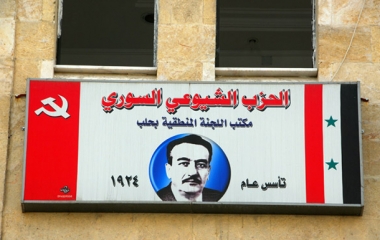 الحزب الشيوعي السوري
مكتب اللجنة المنطقية بحلب
تأسس عام
١٩٢٤